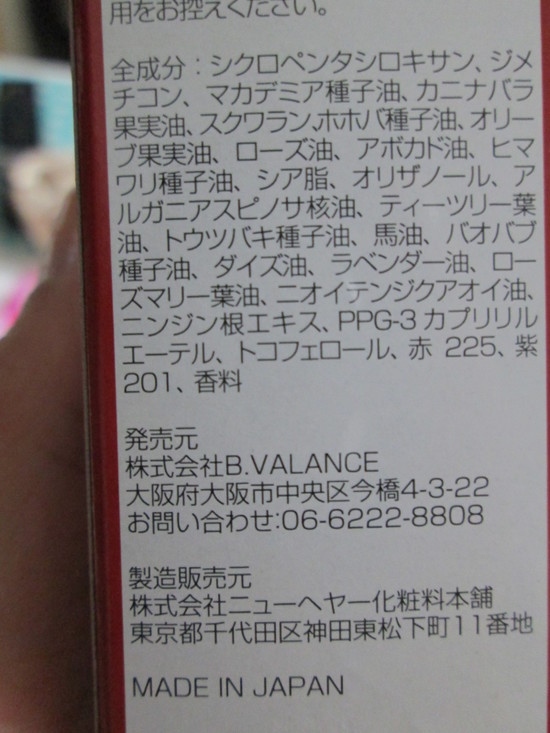 用をお控えください。
全成分：シクロペンタシロキサン、ジメ
チコン、マカデミア種子油、カニナバラ
果実油、スクワラン、ホホバ種子油、オリー
ブ果実油、ローズ油、アボカド油、ヒマ
ワリ種子油、シア脂、オリザノール、ア
ルガニアスピノサ核油、ティーツリー葉
油、トウツバキ種子油、馬油、バオバブ
種子油、ダイズ油、ラベンダー油、ロー
ズマリー葉油、ニオイテンジクアオイ油、
ニンジン根エキス、PPG-3カプリリル
エーテル、トコフェロール、赤225、紫
201、香料
発売元
株式会社B.VALANCE
大阪府大阪市中央区今橋4-3-22
お問い合わせ:06-6222-8808
製造販売元
株式会社ニューヘヤー化粧料本舗
東京都千代田区神田東松下町11番地
MADE IN JAPAN